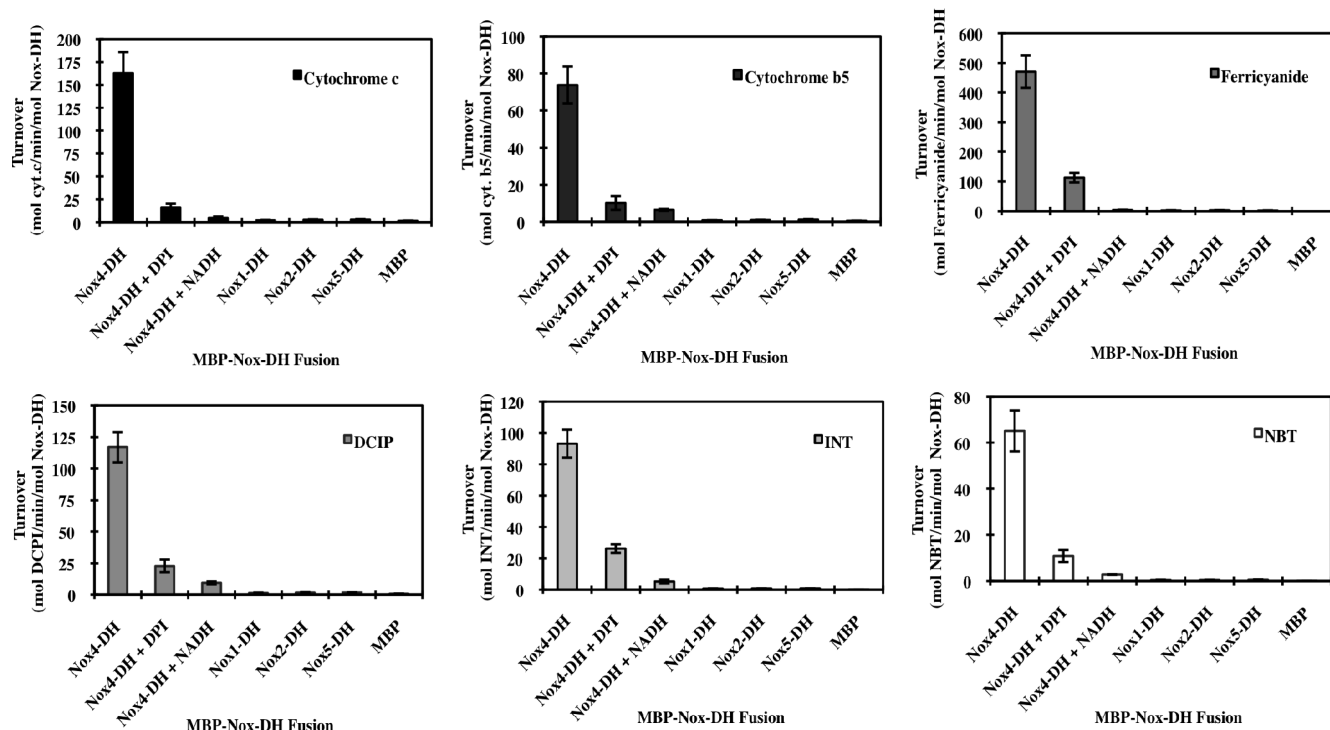 Turnover
(mol cyt.c/min/mol Nox-DH)
200
175
150
125
100
75
50
25
0
Cytochrome c
Nox4-DH
Nox4-DH + DPI
Nox4-DH + NADH
Nox1-DH
Nox2-DH
Nox5-DH
MBP
MBP-Nox-DH Fusion
Turnover
(mol cyt. b5/min/mol Nox-DH)
100
80
60
40
20
0
Cytochrome b5
Nox4-DH
Nox4-DH + DPI
Nox4-DH + NADH
Nox1-DH
Nox2-DH
Nox5-DH
MBP
MBP-Nox-DH Fusion
Turnover
(mol Ferricyanide/min/mol Nox-DH
600
500
400
300
200
100
0
Ferricyanide
Nox4-DH
Nox4-DH + DPI
Nox4-DH + NADH
Nox1-DH
Nox2-DH
Nox5-DH
MBP
MBP-Nox-DH Fusion
Turnover
(mol DCPI/min/mol Nox-DH)
150
125
100
75
50
25
0
DCIP
Nox4-DH
Nox4-DH + DPI
Nox4-DH + NADH
Nox1-DH
Nox2-DH
Nox5-DH
MBP
MBP-Nox-DH Fusion
Turnover
(mol INT/min/mol Nox-DH)
120
100
80
60
40
20
0
INT
Nox4-DH
Nox4-DH + DPI
Nox4-DH + NADH
Nox1-DH
Nox2-DH
Nox5-DH
MBP
MBP-Nox-DH Fusion
Turnover
(mol NBT/min/mol Nox-DH)
80
60
40
20
0
NBT
Nox4-DH
Nox4-DH + DPI
Nox4-DH + NADH
Nox1-DH
Nox2-DH
Nox5-DH
MBP
MBP-Nox-DH Fusion